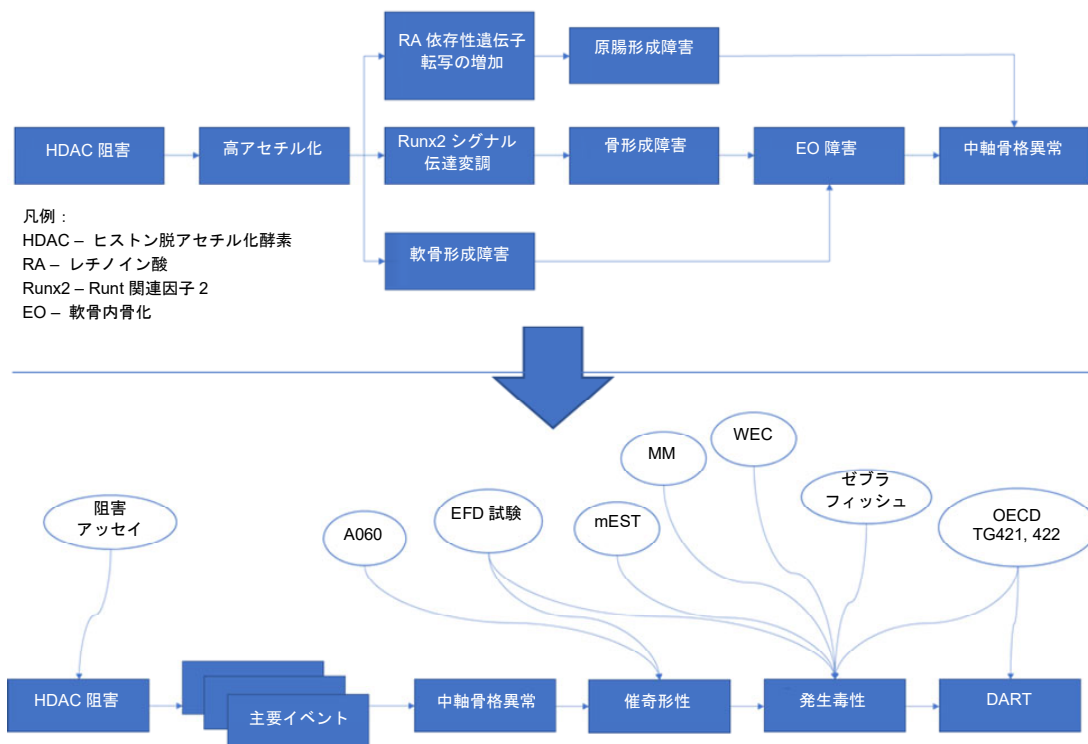 RA 依存性遺伝子
転写の増加
原腸形成障害
HDAC 阻害
高アセチル化
Runx2 シグナル
伝達変調
骨形成障害
EO 障害
中軸骨格異常
軟骨形成障害
凡例：
HDAC – ヒストン脱アセチル化酵素
RA – レチノイン酸
Runx2 – Runt 関連因子 2
EO – 軟骨内骨化
阻害
アッセイ
A060
EFD 試験
mEST
MM
WEC
ゼブラ
フィッシュ
OECD
TG421, 422
HDAC 阻害
主要イベント
中軸骨格異常
催奇形性
発生毒性
DART